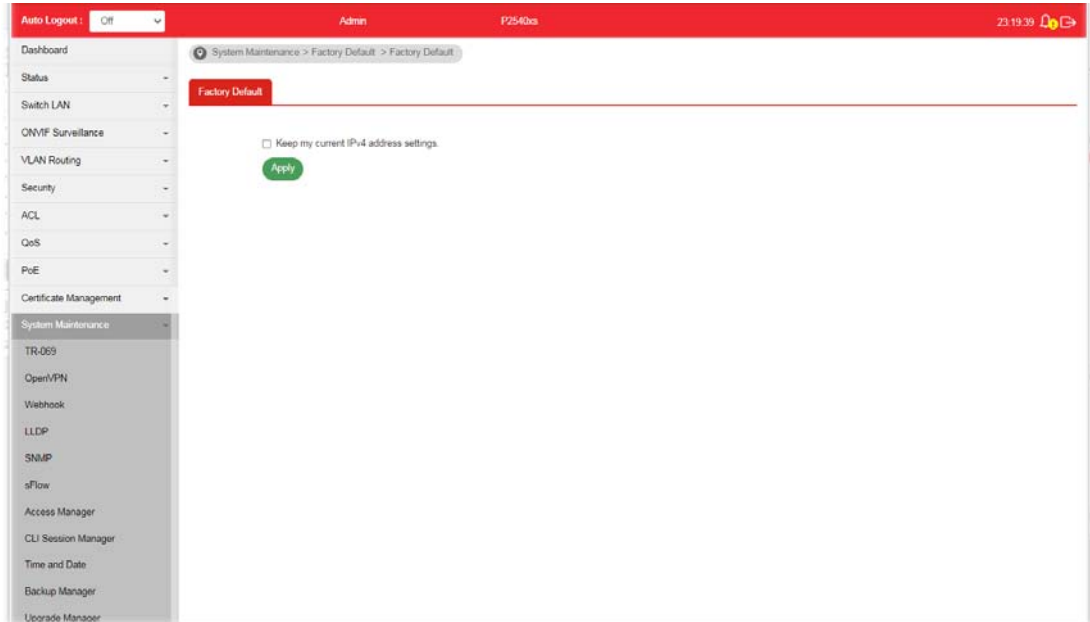 Auto Logout : Off Admin P2540xs 23:19:39
Dashboard
Status
Switch LAN
ONVIF Surveillance
VLAN Routing
Security
ACL
QoS
PoE
Certificate Management
System Maintenance
TR-069
OpenVPN
Webhook
LLDP
SNMP
sFlow
Access Manager
CLI Session Manager
Time and Date
Backup Manager
Upgrade Manager
System Maintenance > Factory Default > Factory Default
Factory Default
Keep my current IPv4 address settings.
Apply